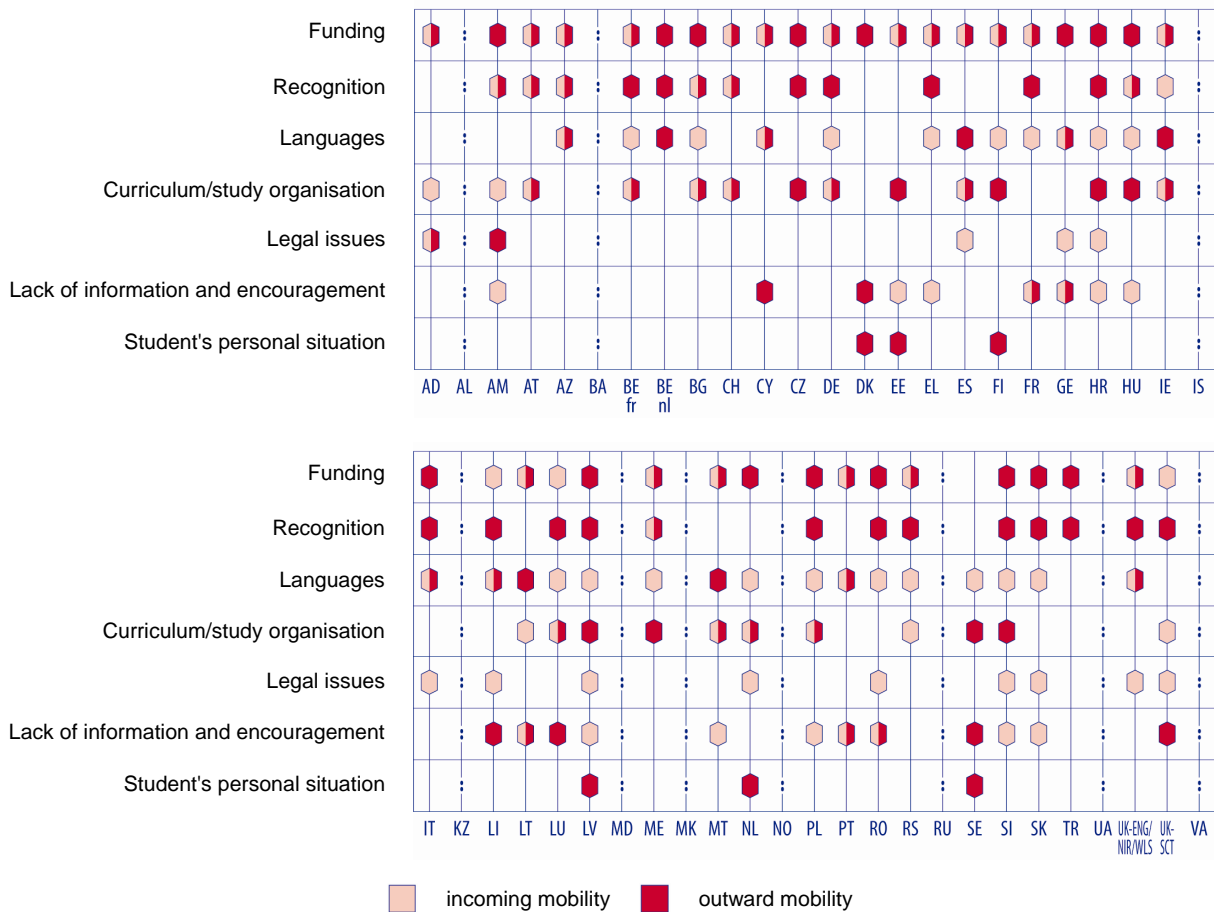 Funding
Recognition
Languages
Curriculum/study organisation
Legal issues
Lack of information and encouragement
Student's personal situation
AD AL AM AT AZ BA BE fr BE nl BG CH CY CZ DE DK EE EL ES FI FR GE HR HU IE IS
Funding
Recognition
Languages
Curriculum/study organisation
Legal issues
Lack of information and encouragement
Student's personal situation
IT KZ LI LT LU LV MD ME MK MT NL NO PL PT RO RS RU SE SI SK TR UA UK-ENG/NIR/WLS UK-SCT VA
incoming mobility outward mobility